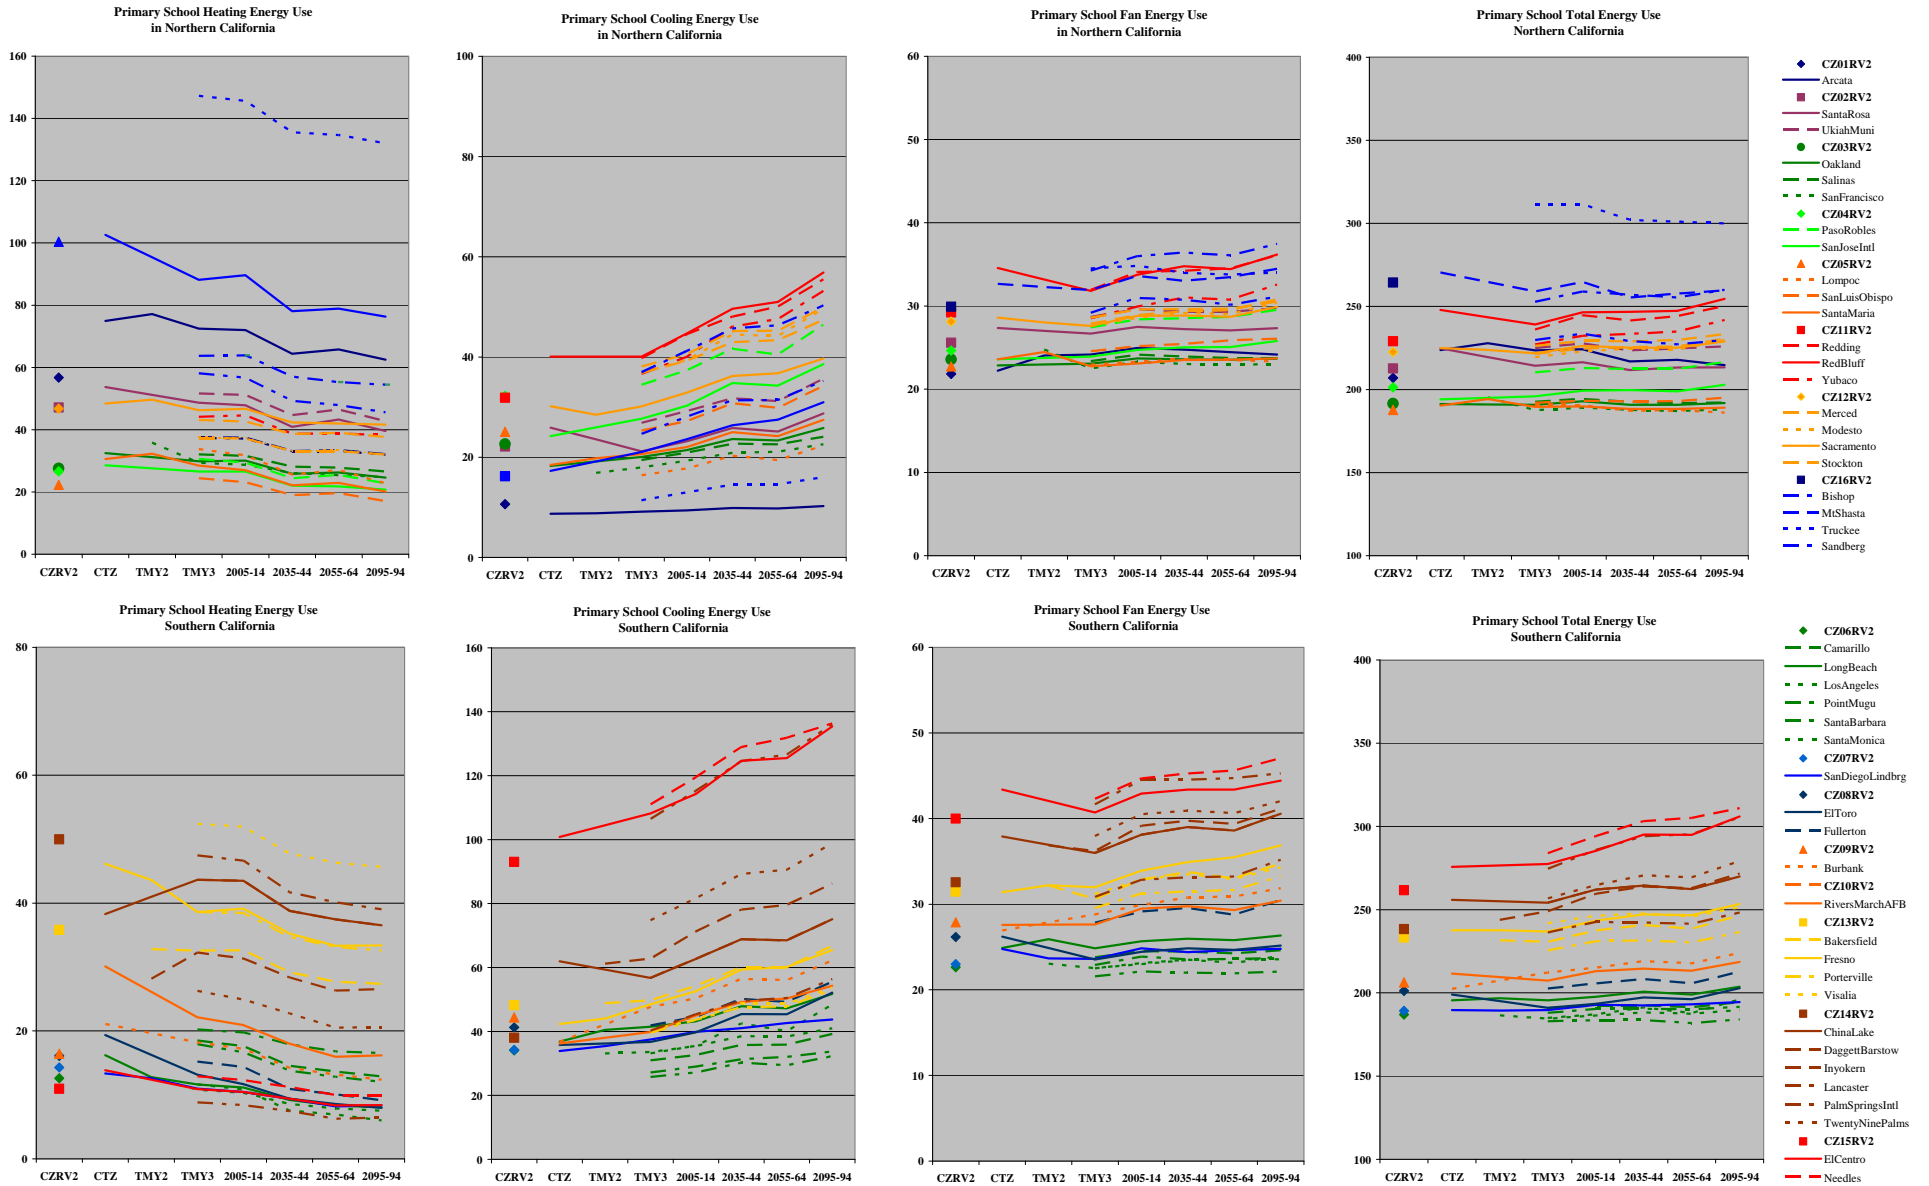 Primary School Heating Energy Use
in Northern California
160
140
120
100
80
60
40
20
0
CZRV2 CTZ TMY2 TMY3 2005-14 2035-44 2055-64 2095-94
Primary School Cooling Energy Use
in Northern California
100
80
60
40
20
0
CZRV2 CTZ TMY2 TMY3 2005-14 2035-44 2055-64 2095-94
Primary School Fan Energy Use
in Northern California
60
50
40
30
20
10
0
CZRV2 CTZ TMY2 TMY3 2005-14 2035-44 2055-64 2095-94
Primary School Total Energy Use
Northern California
400
350
300
250
200
150
100
CZRV2 CTZ TMY2 TMY3 2005-14 2035-44 2055-64 2095-94
CZ01RV2
Arcata
CZ02RV2
SantaRosa
UkiahMuni
CZ03RV2
Oakland
Salinas
SanFrancisco
CZ04RV2
PasoRobles
SanJoseIntl
CZ05RV2
Lompoc
SanLuisObispo
SantaMaria
CZ11RV2
Redding
RedBluff
Yubaco
CZ12RV2
Merced
Modesto
Sacramento
Stockton
CZ16RV2
Bishop
MtShasta
Truckee
Sandberg
Primary School Heating Energy Use
Southern California
80
60
40
20
0
CZRV2 CTZ TMY2 TMY3 2005-14 2035-44 2055-64 2095-94
Primary School Cooling Energy Use
Southern California
160
140
120
100
80
60
40
20
0
CZRV2 CTZ TMY2 TMY3 2005-14 2035-44 2055-64 2095-94
Primary School Fan Energy Use
Southern California
60
50
40
30
20
10
0
CZRV2 CTZ TMY2 TMY3 2005-14 2035-44 2055-64 2095-94
Primary School Total Energy Use
Southern California
400
350
300
250
200
150
100
CZRV2 CTZ TMY2 TMY3 2005-14 2035-44 2055-64 2095-94
CZ06RV2
Camarillo
LongBeach
LosAngeles
PointMugu
SantaBarbara
SantaMonica
CZ07RV2
SanDiegoLindbrg
CZ08RV2
ElToro
Fullerton
CZ09RV2
Burbank
CZ10RV2
RiversMarchAFB
CZ13RV2
Bakersfield
Fresno
Porterville
Visalia
CZ14RV2
ChinaLake
DaggettBarstow
Inyokern
Lancaster
PalmSpringsIntl
TwentyNinePalms
CZ15RV2
ElCentro
Needles